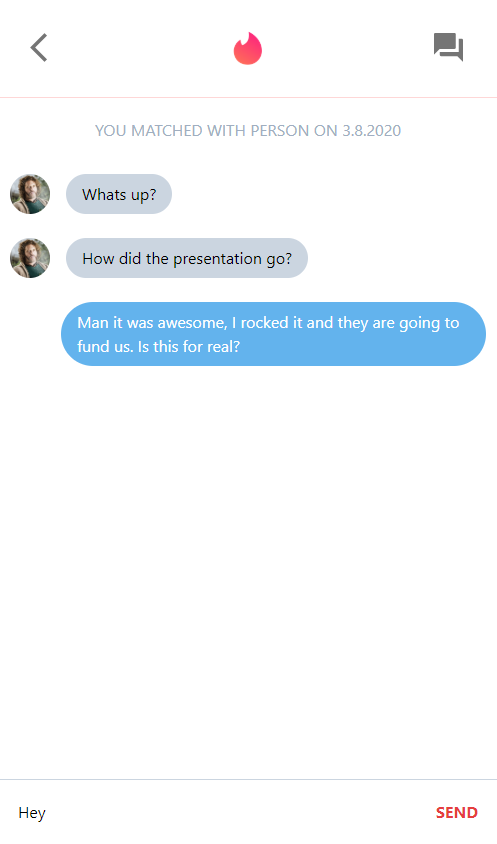 YOU MATCHED WITH PERSON ON 3.8.2020
Whats up?
How did the presentation go?
Man it was awesome, I rocked it and they are going to
fund us. Is this for real?
Hey
SEND